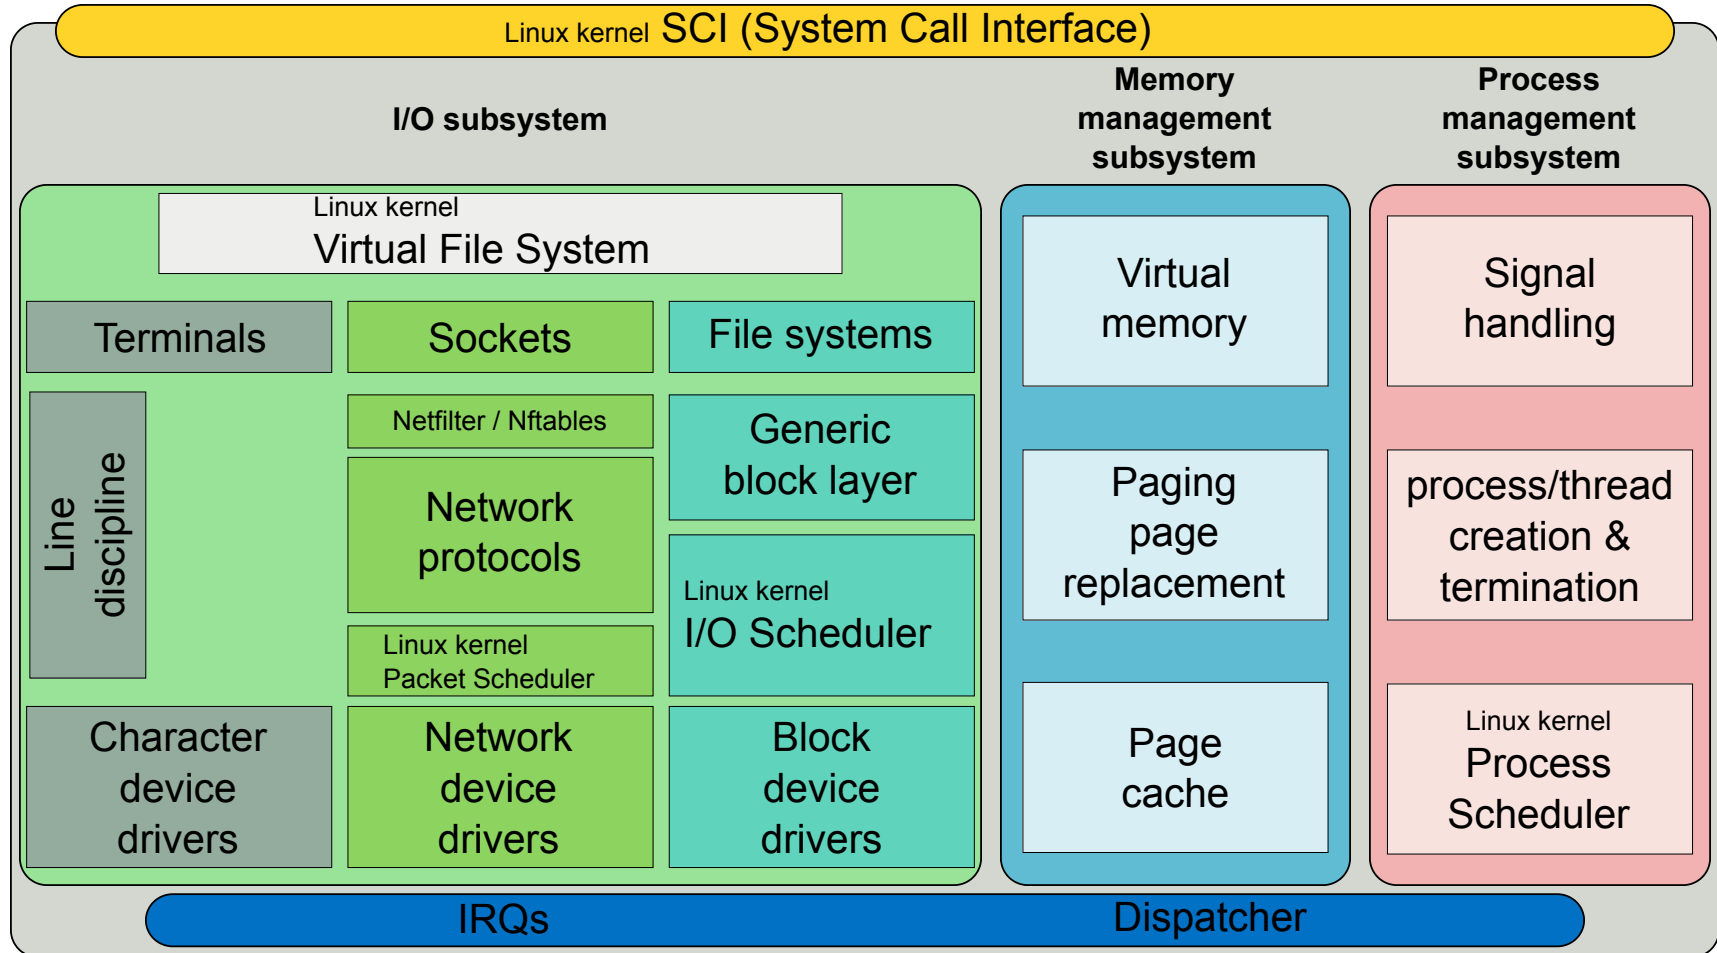 Linux kernel SCI (System Call Interface)
I/O subsystem
Memory
management
subsystem
Process
management
subsystem
Linux kernel
Virtual File System
Terminals
Sockets
File systems
Line
discipline
Netfilter / Nftables
Network
protocols
Linux kernel
Packet Scheduler
Generic
block layer
Linux kernel
I/O Scheduler
Character
device
drivers
Network
device
drivers
Block
device
drivers
Virtual
memory
Paging
page
replacement
Page
cache
Signal
handling
process/thread
creation &
termination
Linux kernel
Process
Scheduler
IRQs
Dispatcher